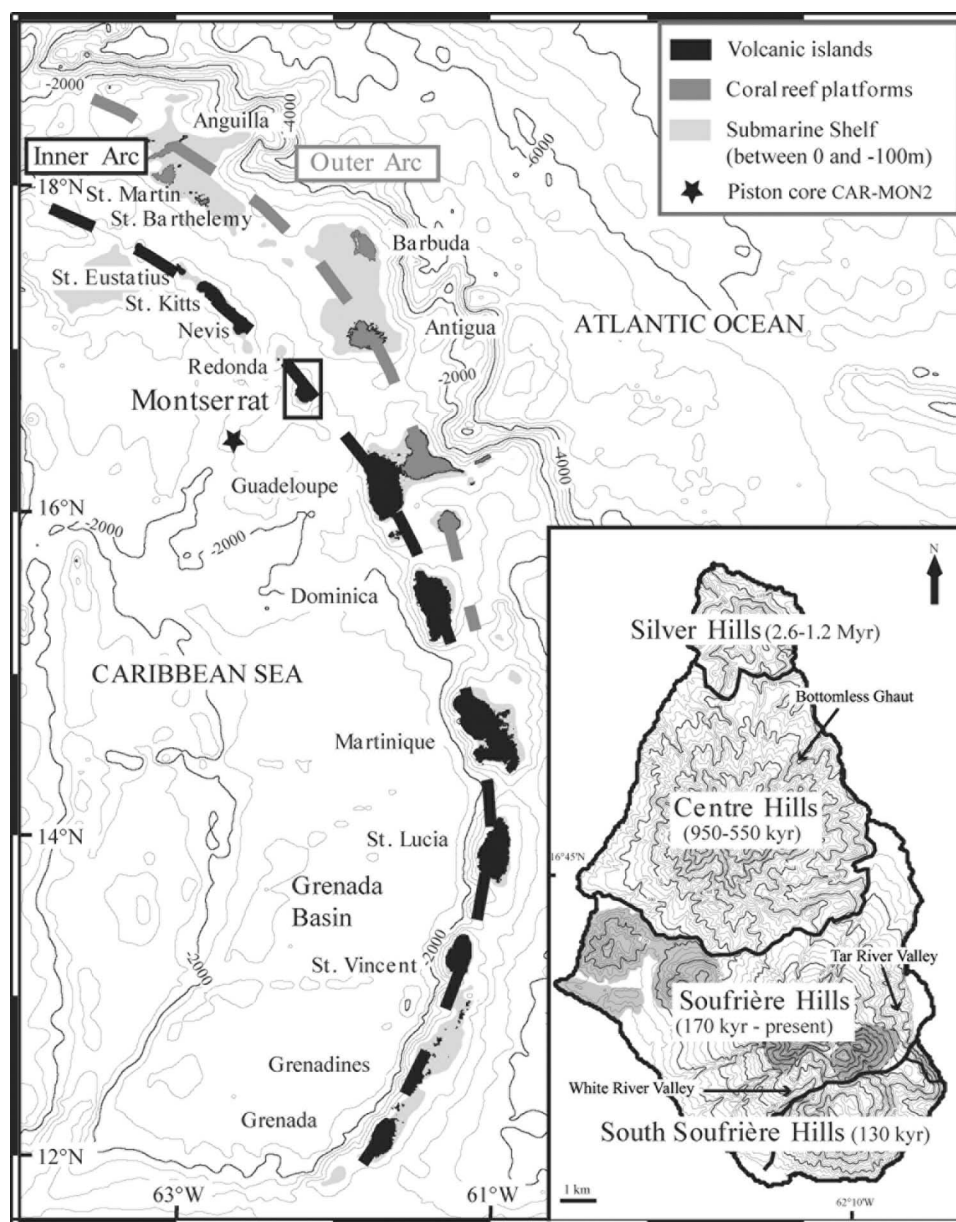 Volcanic islands
Coral reef platforms
Submarine Shelf
(between 0 and -100m)
Piston core CAR-MON2
-2000
-4000
-6000
Anguilla
Inner Arc
Outer Arc
18°N
St. Martin
St. Barthelemy
Barbuda
St. Eustatius
St. Kitts
Nevis
Antigua
ATLANTIC OCEAN
Redonda
-2000
Montserrat
-4000
Guadeloupe
16°N
-2000
-2000
Dominica
CARIBBEAN SEA
Martinique
14°N
St. Lucia
Grenada
Basin
-2000
St. Vincent
-2000
Grenadines
Grenada
12°N
63°W
61°W
N
Silver Hills (2.6-1.2 Myr)
Bottomless Ghaut
Centre Hills
(950-550 kyr)
16°45'N
Tar River Valley
Soufrière Hills
(170 kyr - present)
White River Valley
South Soufrière Hills (130 kyr)
1 km
62°10'W